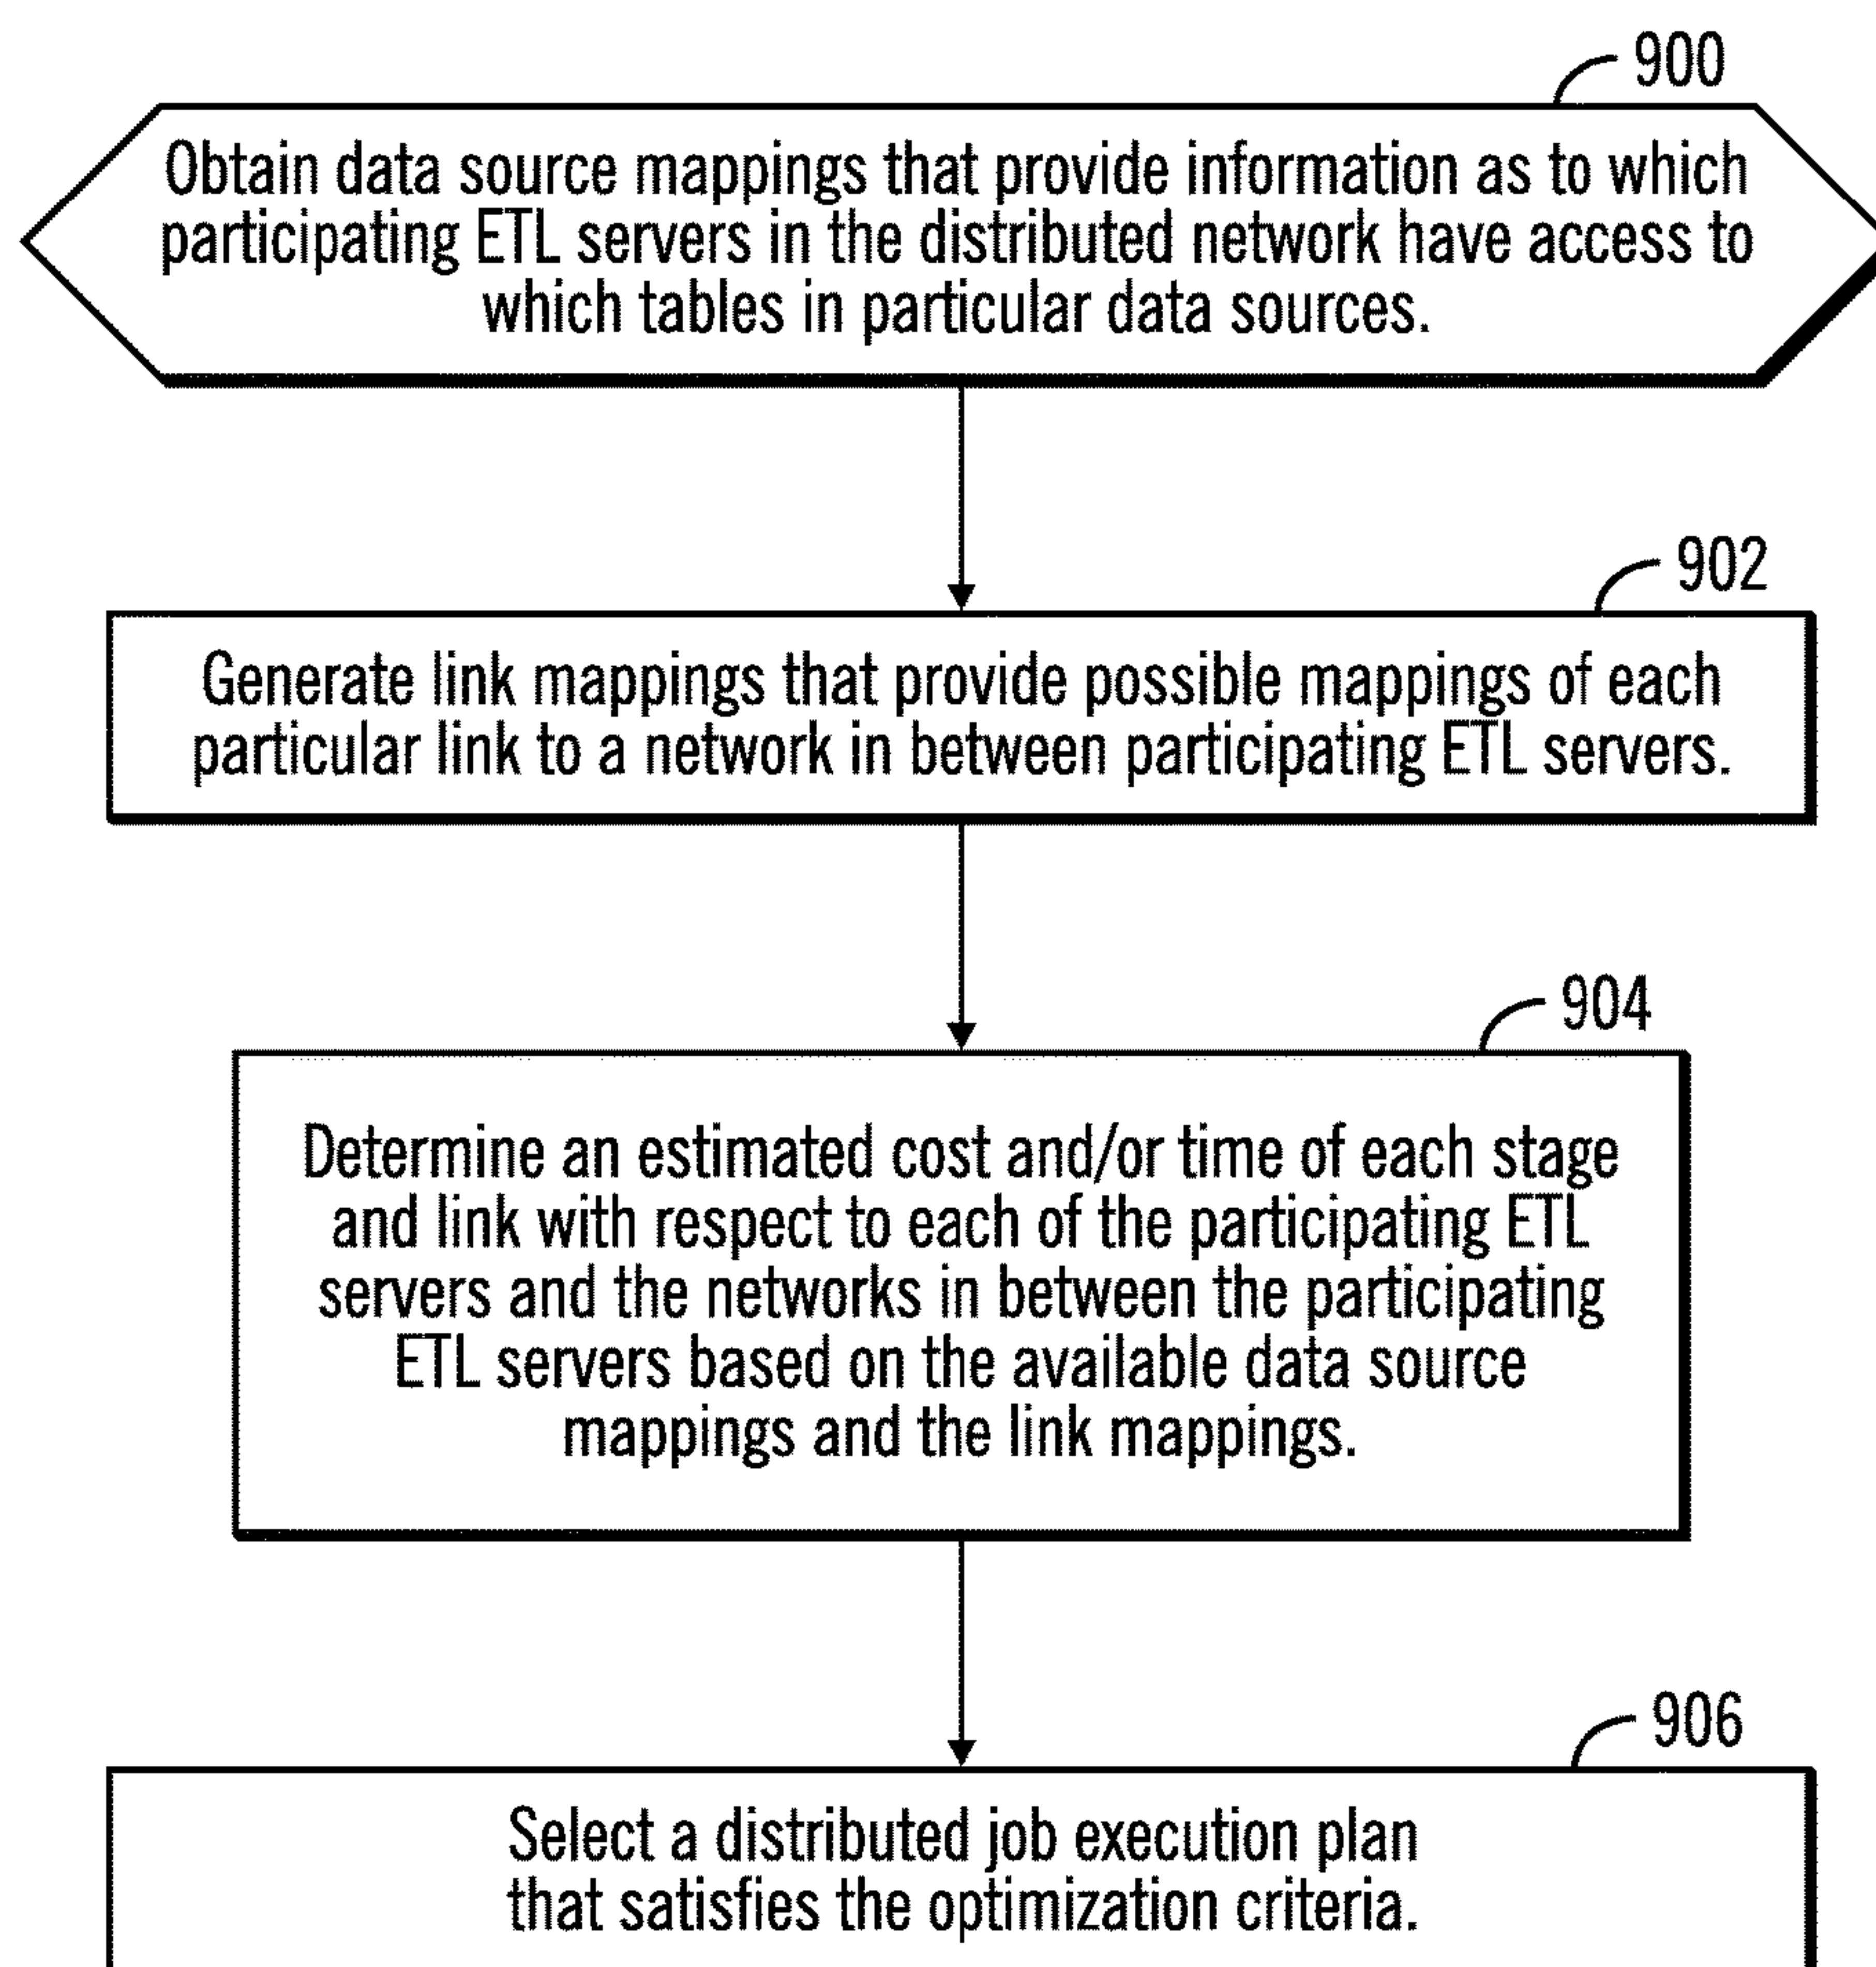 900
Obtain data source mappings that provide information as to which
participating ETL servers in the distributed network have access to
which tables in particular data sources.
902
Generate link mappings that provide possible mappings of each
particular link to a network in between participating ETL servers.
904
Determine an estimated cost and/or time of each stage
and link with respect to each of the participating ETL
servers and the networks in between the participating
ETL servers based on the available data source
mappings and the link mappings.
906
Select a distributed job execution plan
that satisfies the optimization criteria.